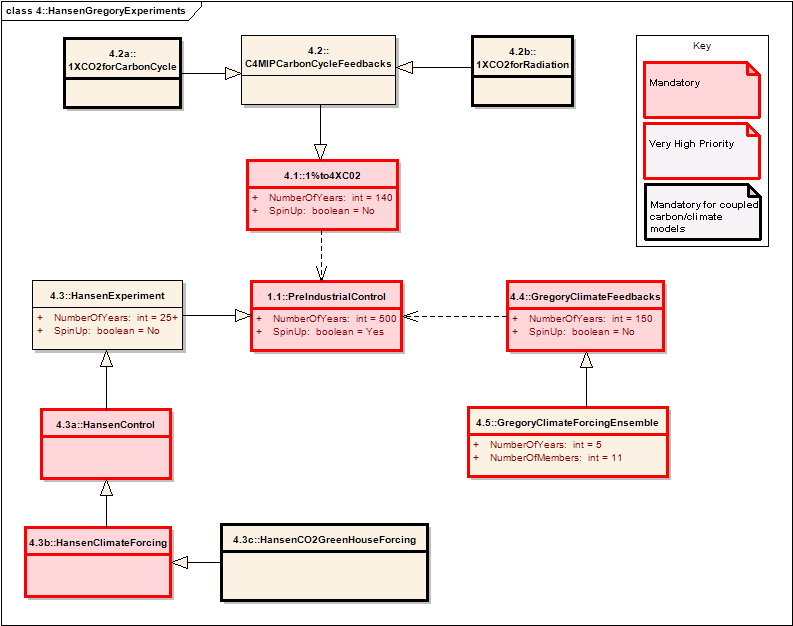 class 4::HansenGregoryExperiments
4.2a::
1XCO2forCarbonCycle
4.2::
C4MIPCarbonCycleFeedbacks
4.2b::
1XCO2forRadiation
Key
Mandatory
Very High Priority
Mandatory for coupled
carbon/climate
models
4.1::1%to4XC02
+ NumberOfYears: int = 140
+ SpinUp: boolean = No
4.3::HansenExperiment
+ NumberOfYears: int = 25+
+ SpinUp: boolean = No
1.1::PreIndustrialControl
+ NumberOfYears: int = 500
+ SpinUp: boolean = Yes
4.4::GregoryClimateFeedbacks
+ NumberOfYears: int = 150
+ SpinUp: boolean = No
4.3a::HansenControl
4.5::GregoryClimateForcingEnsemble
+ NumberOfYears: int = 5
+ NumberOfMembers: int = 11
4.3b::HansenClimateForcing
4.3c::HansenCO2GreenHouseForcing